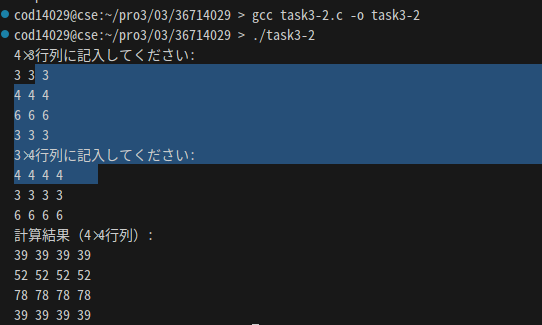 cod14029@cse:~/pro3/03/36714029 > gcc task3-2.c -o task3-2
cod14029@cse:~/pro3/03/36714029 > ./task3-2
4×3行列に記入してください:
3 3 3
4 4 4
6 6 6
3 3 3
3×4行列に記入してください:
4 4 4 4
3 3 3 3
6 6 6 6
計算結果（4×4行列）:
39 39 39 39
52 52 52 52
78 78 78 78
39 39 39 39